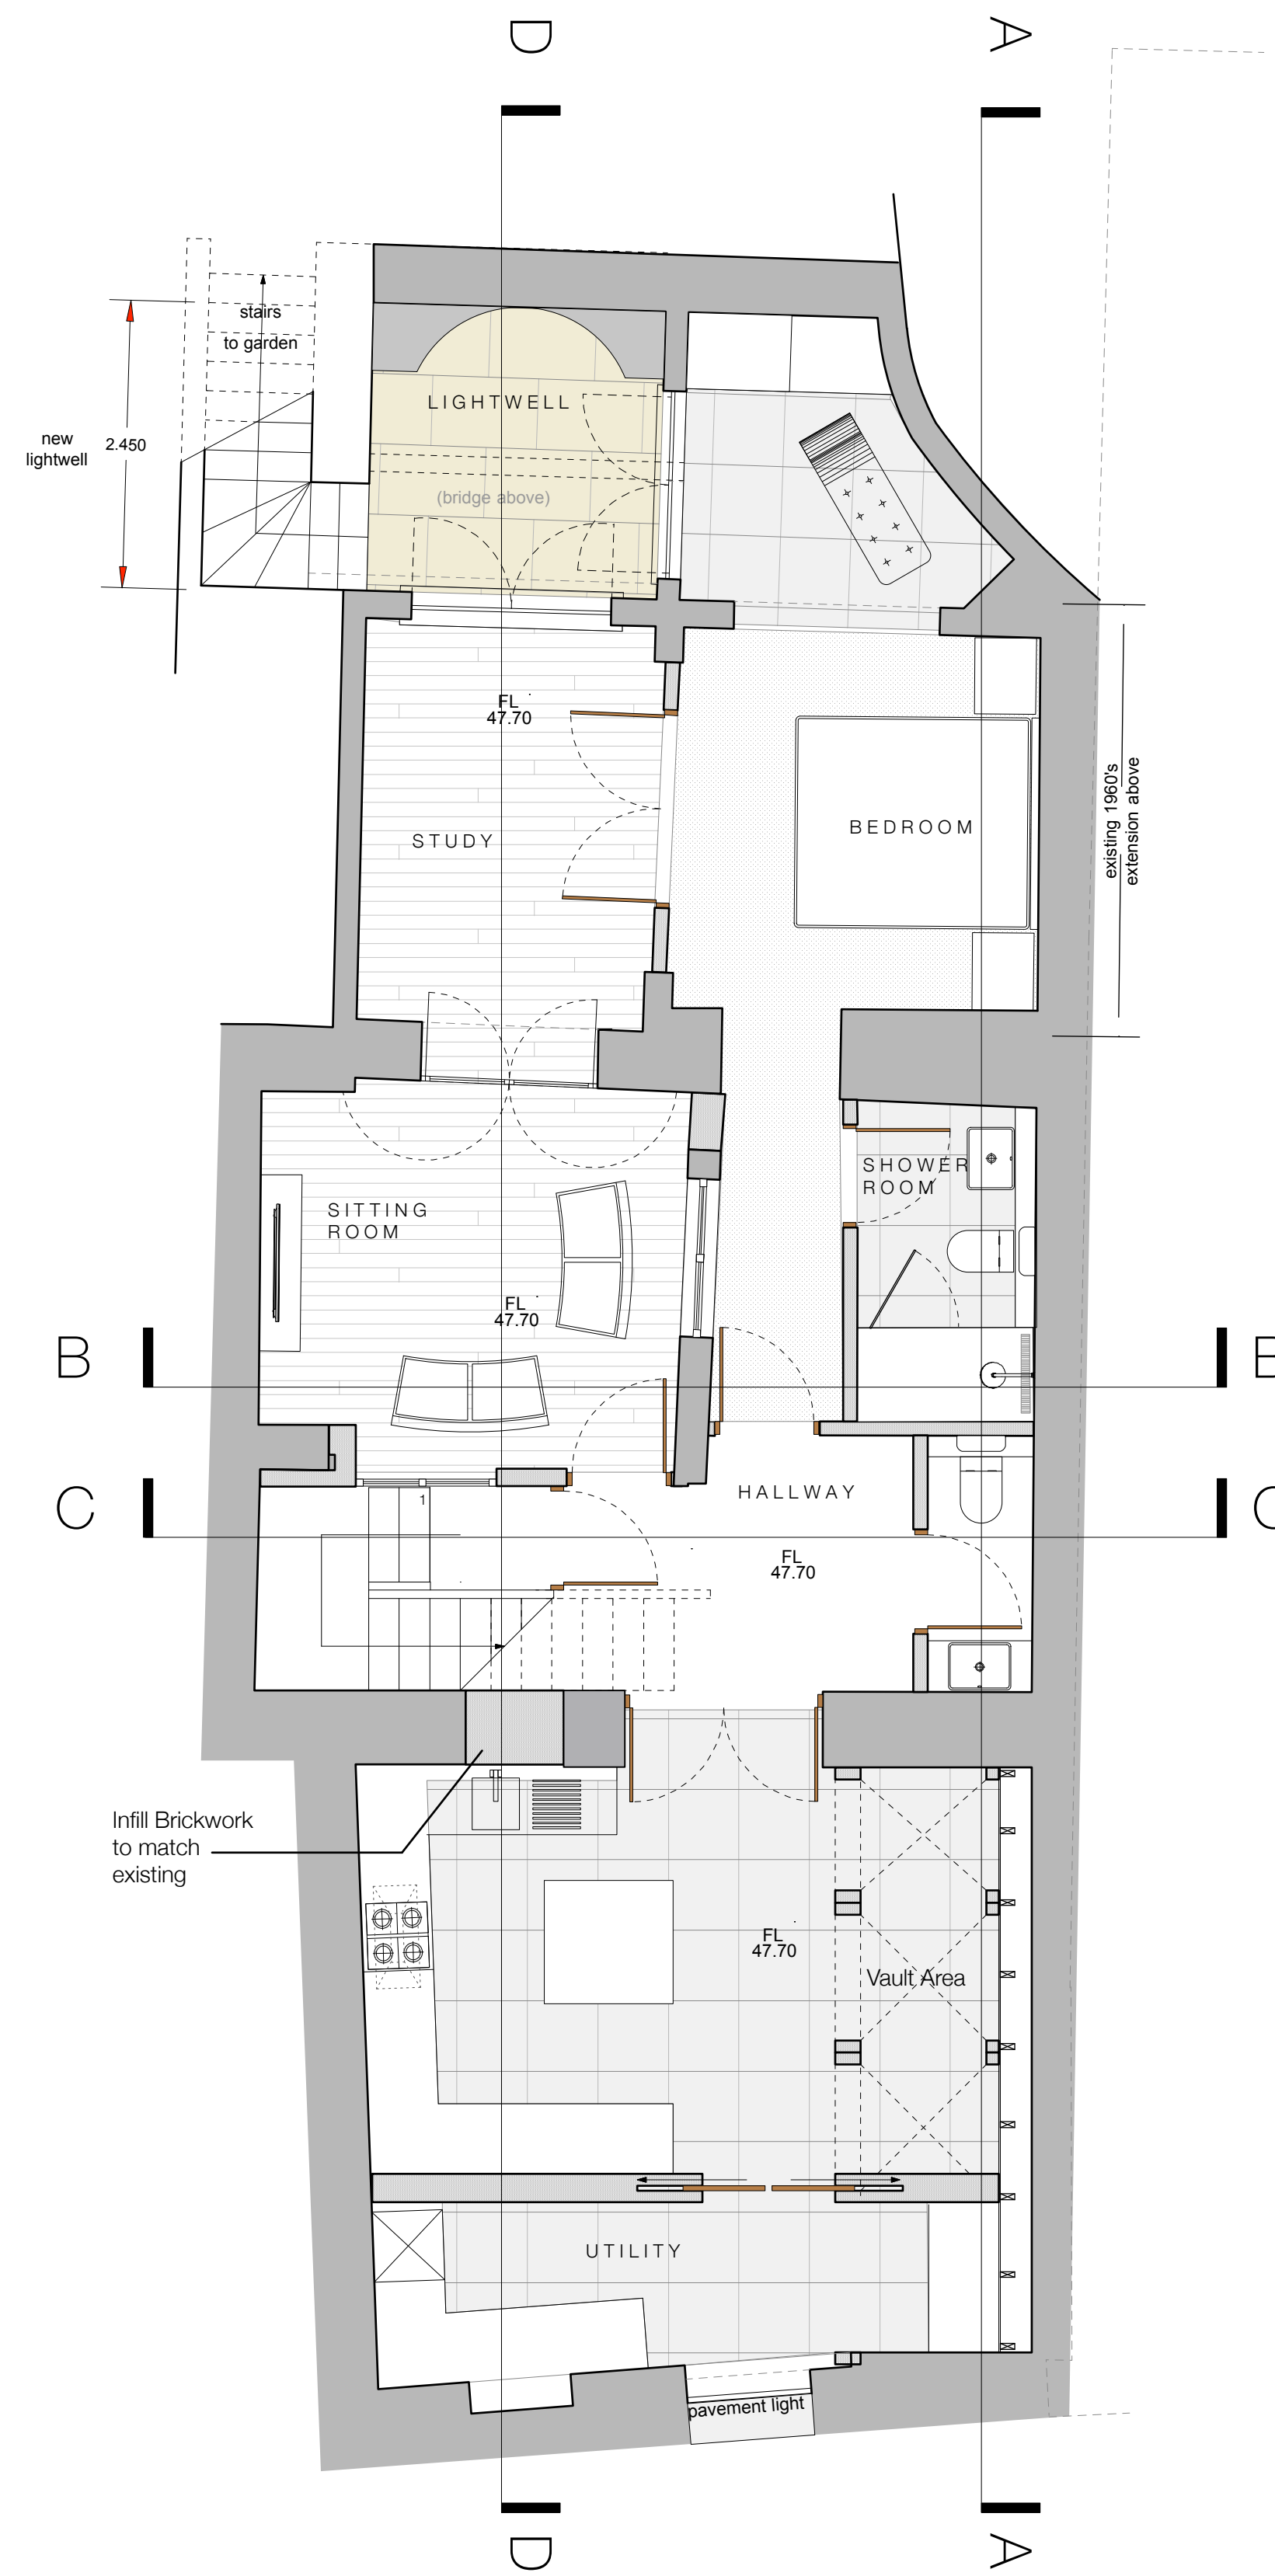 D
A
stairs
to garden
LIGHTWELL
new
lightwell
2.450
(bridge above)
FL
47.70
STUDY
BEDROOM
existing 1960's
extension above
SHOWER
ROOM
SITTING
ROOM
FL
47.70
B
B
C
C
1
HALLWAY
FL
47.70
Infill Brickwork
to match
existing
FL
47.70
Vault Area
UTILITY
pavement light
D
A